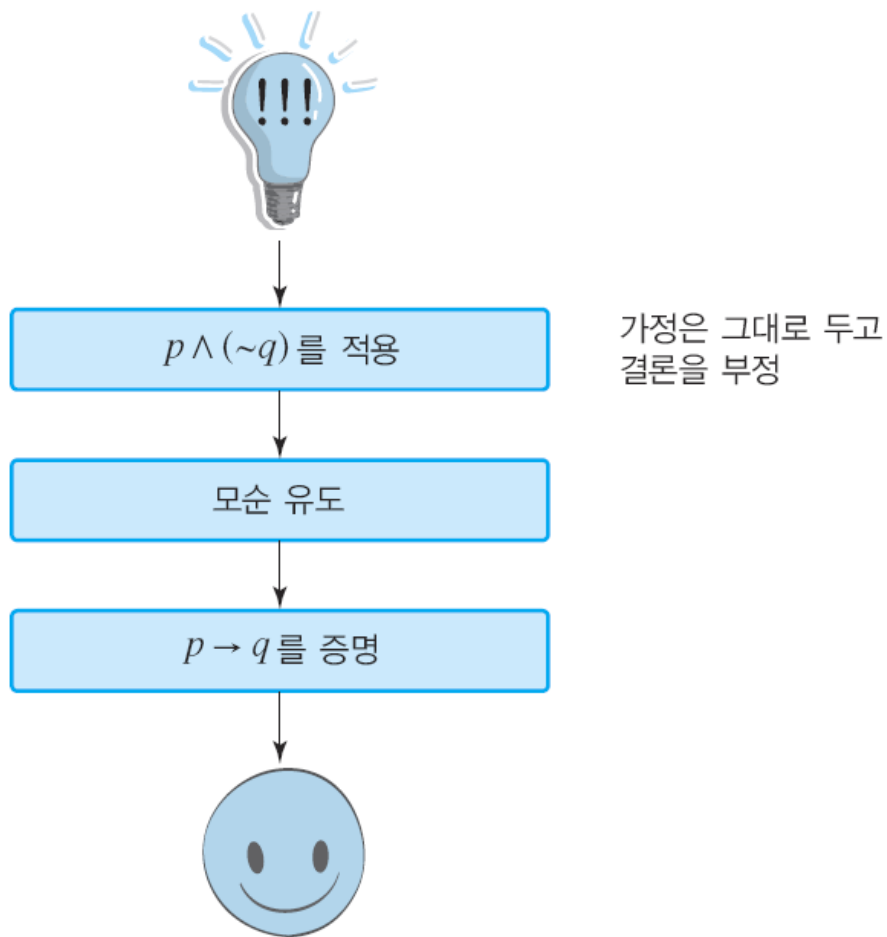 !!!
p ∧ (~q)를 적용
가정은 그대로 두고
결론을 부정
모순 유도
p → q를 증명